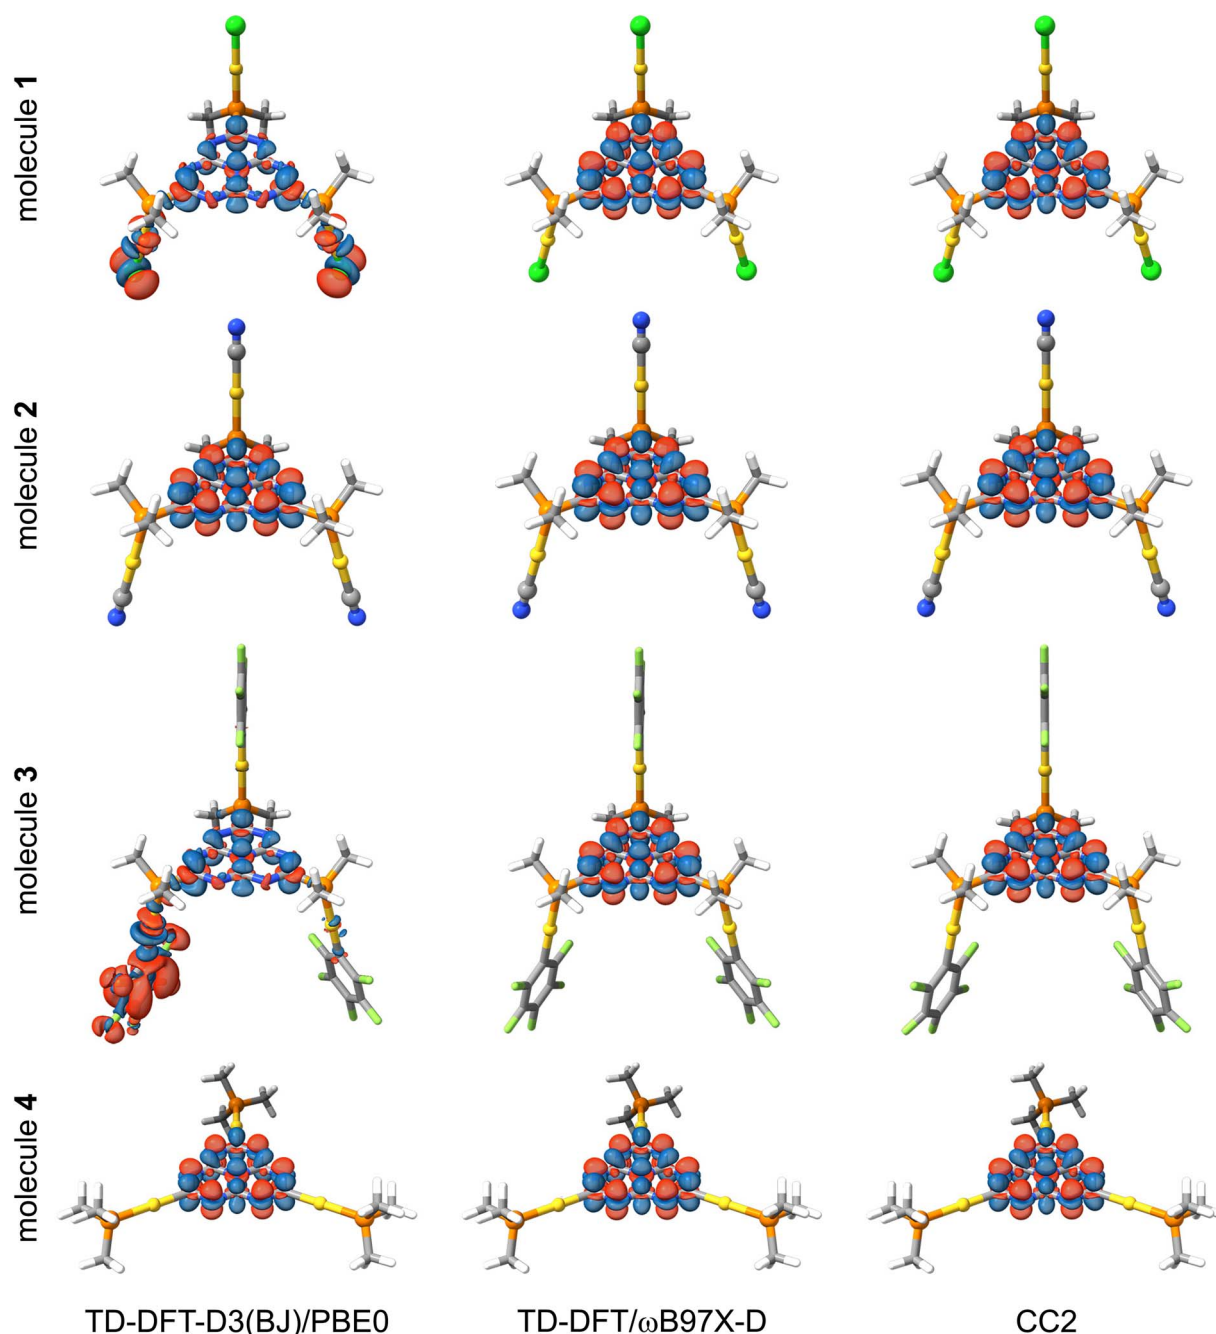 molecule 1
molecule 2
molecule 3
molecule 4
TD-DFT-D3(BJ)/PBE0
TD-DFT/ωB97X-D
CC2